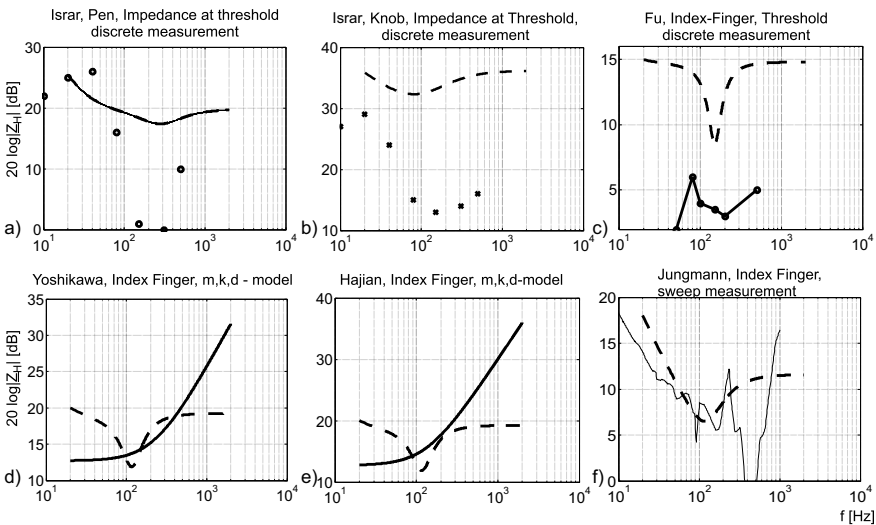 Israr, Pen, Impedance at threshold
discrete measurement
Israr, Knob, Impedance at Threshold,
discrete measurement
Fu, Index-Finger, Threshold
discrete measurement
20 log|Z_H| [dB]
30
20
10
0
10^1
10^2
10^3
10^4
a)
40
30
20
10
10^1
10^2
10^3
10^4
b)
15
10
5
2
10^1
10^2
10^3
10^4
c)
Yoshikawa, Index Finger, m,k,d - model
Hajian, Index Finger, m,k,d-model
Jungmann, Index Finger,
sweep measurement
20 log|Z_H| [dB]
35
30
25
20
15
10
10^1
10^2
10^3
10^4
d)
40
30
20
10
10^1
10^2
10^3
10^4
e)
20
15
10
5
0
10^1
10^2
10^3
10^4
f)
f [Hz]